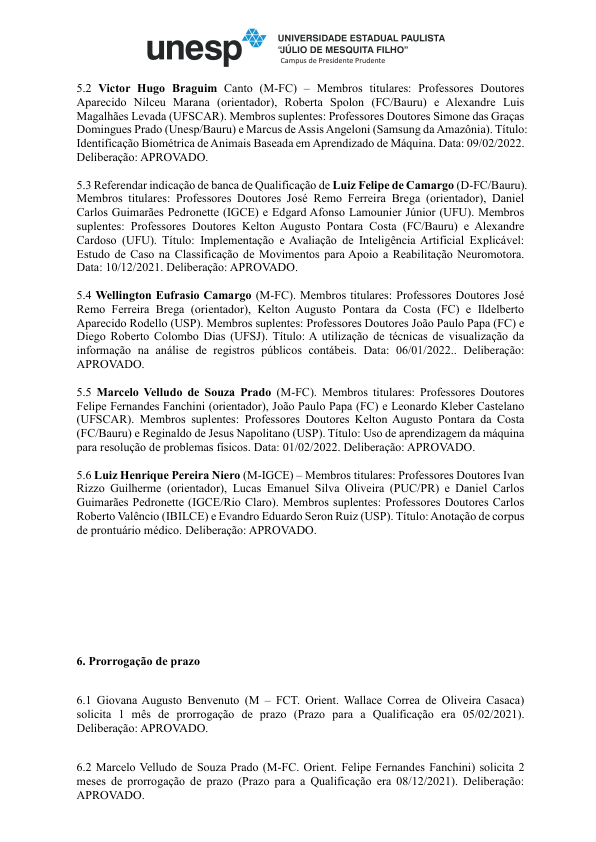 unesp
UNIVERSIDADE ESTADUAL PAULISTA
“JÚLIO DE MESQUITA FILHO”
Campus de Presidente Prudente
5.2 Victor Hugo Braguim Canto (M-FC) – Membros titulares: Professores Doutores
Aparecido Nilceu Marana (orientador), Roberta Spolon (FC/Bauru) e Alexandre Luis
Magalhães Levada (UFSCAR). Membros suplentes: Professores Doutores Simone das Graças
Domingues Prado (Unesp/Bauru) e Marcus de Assis Angeloni (Samsung da Amazônia). Título:
Identificação Biométrica de Animais Baseada em Aprendizado de Máquina. Data: 09/02/2022.
Deliberação: APROVADO.
5.3 Referendar indicação de banca de Qualificação de Luiz Felipe de Camargo (D-FC/Bauru).
Membros titulares: Professores Doutores José Remo Ferreira Brega (orientador), Daniel
Carlos Guimarães Pedronette (IGCE) e Edgard Afonso Lamounier Júnior (UFU). Membros
suplentes: Professores Doutores Kelton Augusto Pontara Costa (FC/Bauru) e Alexandre
Cardoso (UFU). Título: Implementação e Avaliação de Inteligência Artificial Explicável:
Estudo de Caso na Classificação de Movimentos para Apoio a Reabilitação Neuromotora.
Data: 10/12/2021. Deliberação: APROVADO.
5.4 Wellington Eufrasio Camargo (M-FC). Membros titulares: Professores Doutores José
Remo Ferreira Brega (orientador), Kelton Augusto Pontara da Costa (FC) e Ildelberto
Aparecido Rodello (USP). Membros suplentes: Professores Doutores João Paulo Papa (FC) e
Diego Roberto Colombo Dias (UFSJ). Título: A utilização de técnicas de visualização da
informação na análise de registros públicos contábeis. Data: 06/01/2022.. Deliberação:
APROVADO.
5.5 Marcelo Velludo de Souza Prado (M-FC). Membros titulares: Professores Doutores
Felipe Fernandes Fanchini (orientador), João Paulo Papa (FC) e Leonardo Kleber Castelano
(UFSCAR). Membros suplentes: Professores Doutores Kelton Augusto Pontara da Costa
(FC/Bauru) e Reginaldo de Jesus Napolitano (USP). Título: Uso de aprendizagem da máquina
para resolução de problemas físicos. Data: 01/02/2022. Deliberação: APROVADO.
5.6 Luiz Henrique Pereira Niero (M-IGCE) – Membros titulares: Professores Doutores Ivan
Rizzo Guilherme (orientador), Lucas Emanuel Silva Oliveira (PUC/PR) e Daniel Carlos
Guimarães Pedronette (IGCE/Rio Claro). Membros suplentes: Professores Doutores Carlos
Roberto Valêncio (IBILCE) e Evandro Eduardo Seron Ruiz (USP). Título: Anotação de corpus
de prontuário médico. Deliberação: APROVADO.
6. Prorrogação de prazo
6.1 Giovana Augusto Benvenuto (M – FCT. Orient. Wallace Correa de Oliveira Casaca)
solicita 1 mês de prorrogação de prazo (Prazo para a Qualificação era 05/02/2021).
Deliberação: APROVADO.
6.2 Marcelo Velludo de Souza Prado (M-FC. Orient. Felipe Fernandes Fanchini) solicita 2
meses de prorrogação de prazo (Prazo para a Qualificação era 08/12/2021). Deliberação:
APROVADO.